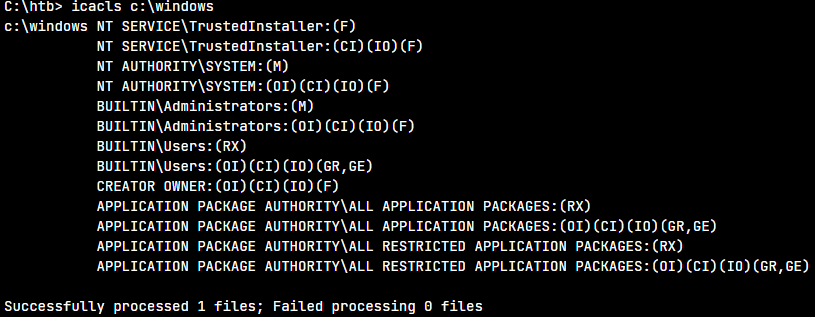 C:\htb> icacls c:\windows
c:\windows NT SERVICE\TrustedInstaller:(F)
NT SERVICE\TrustedInstaller:(CI)(IO)(F)
NT AUTHORITY\SYSTEM:(M)
NT AUTHORITY\SYSTEM:(OI)(CI)(IO)(F)
BUILTIN\Administrators:(M)
BUILTIN\Administrators:(OI)(CI)(IO)(F)
BUILTIN\Users:(RX)
BUILTIN\Users:(OI)(CI)(IO)(GR,GE)
CREATOR OWNER:(OI)(CI)(IO)(F)
APPLICATION PACKAGE AUTHORITY\ALL APPLICATION PACKAGES:(RX)
APPLICATION PACKAGE AUTHORITY\ALL APPLICATION PACKAGES:(OI)(CI)(IO)(GR,GE)
APPLICATION PACKAGE AUTHORITY\ALL RESTRICTED APPLICATION PACKAGES:(RX)
APPLICATION PACKAGE AUTHORITY\ALL RESTRICTED APPLICATION PACKAGES:(OI)(CI)(IO)(GR,GE)
Successfully processed 1 files; Failed processing 0 files